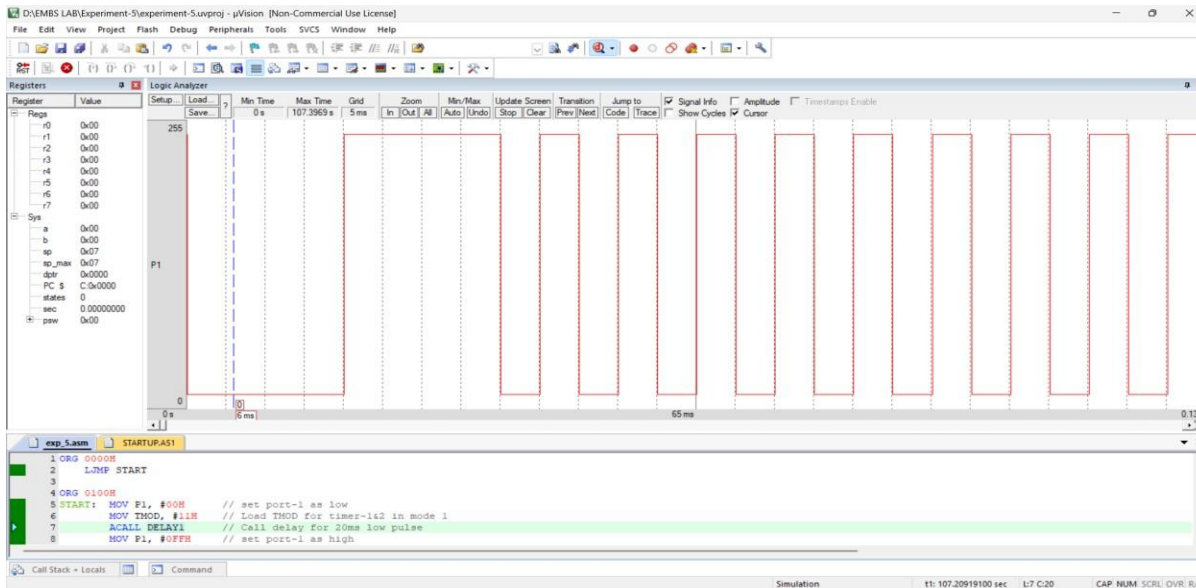 D:\EMBS LAB\Experiment-5\experiment-5.uvproj - µVision [Non-Commercial Use License]
File Edit View Project Flash Debug Peripherals Tools SVCS Window Help
RST
Registers
Logic Analyzer
Register Value
Setup... Load... ? Min Time Max Time Grid Zoom Min/Max Update Screen Transition Jump to Signal Info Amplitude Timestamps Enable
Save... 0 s 107.3969 s 5 ms In Out All Auto Undo Stop Clear Prev Next Code Trace Show Cycles Cursor
Regs
r0 0x00
r1 0x00
r2 0x00
r3 0x00
r4 0x00
r5 0x00
r6 0x00
r7 0x00
Sys
a 0x00
b 0x00
sp 0x07
sp_max 0x07
dptr 0x0000
PC $ C:0x0000
states 0
sec 0.00000000
psw 0x00
255
P1
0
0
0 s 6 ms 65 ms 0.13
exp_5.asm STARTUP.A51
1 ORG 0000H
2 LJMP START
3
4 ORG 0100H
5 START: MOV P1, #00H // set port-1 as low
6 MOV TMOD, #11H // Load TMOD for timer-1&2 in mode 1
7 ACALL DELAY1 // Call delay for 20ms low pulse
8 MOV P1, #0FFH // set port-1 as high
Call Stack + Locals Command
Simulation t1: 107.20919100 sec L:7 C:20 CAP NUM SCRL OVR R/